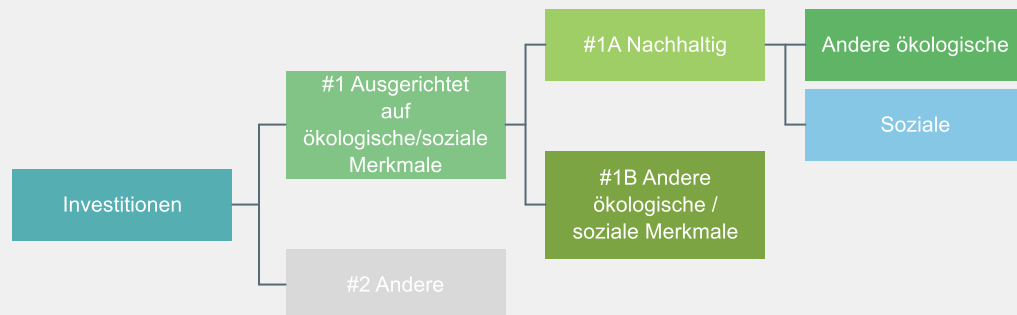 Investitionen
#1 Ausgerichtet
auf
ökologische/soziale
Merkmale
#2 Andere
#1A Nachhaltig
#1B Andere
ökologische /
soziale Merkmale
Andere ökologische
Soziale